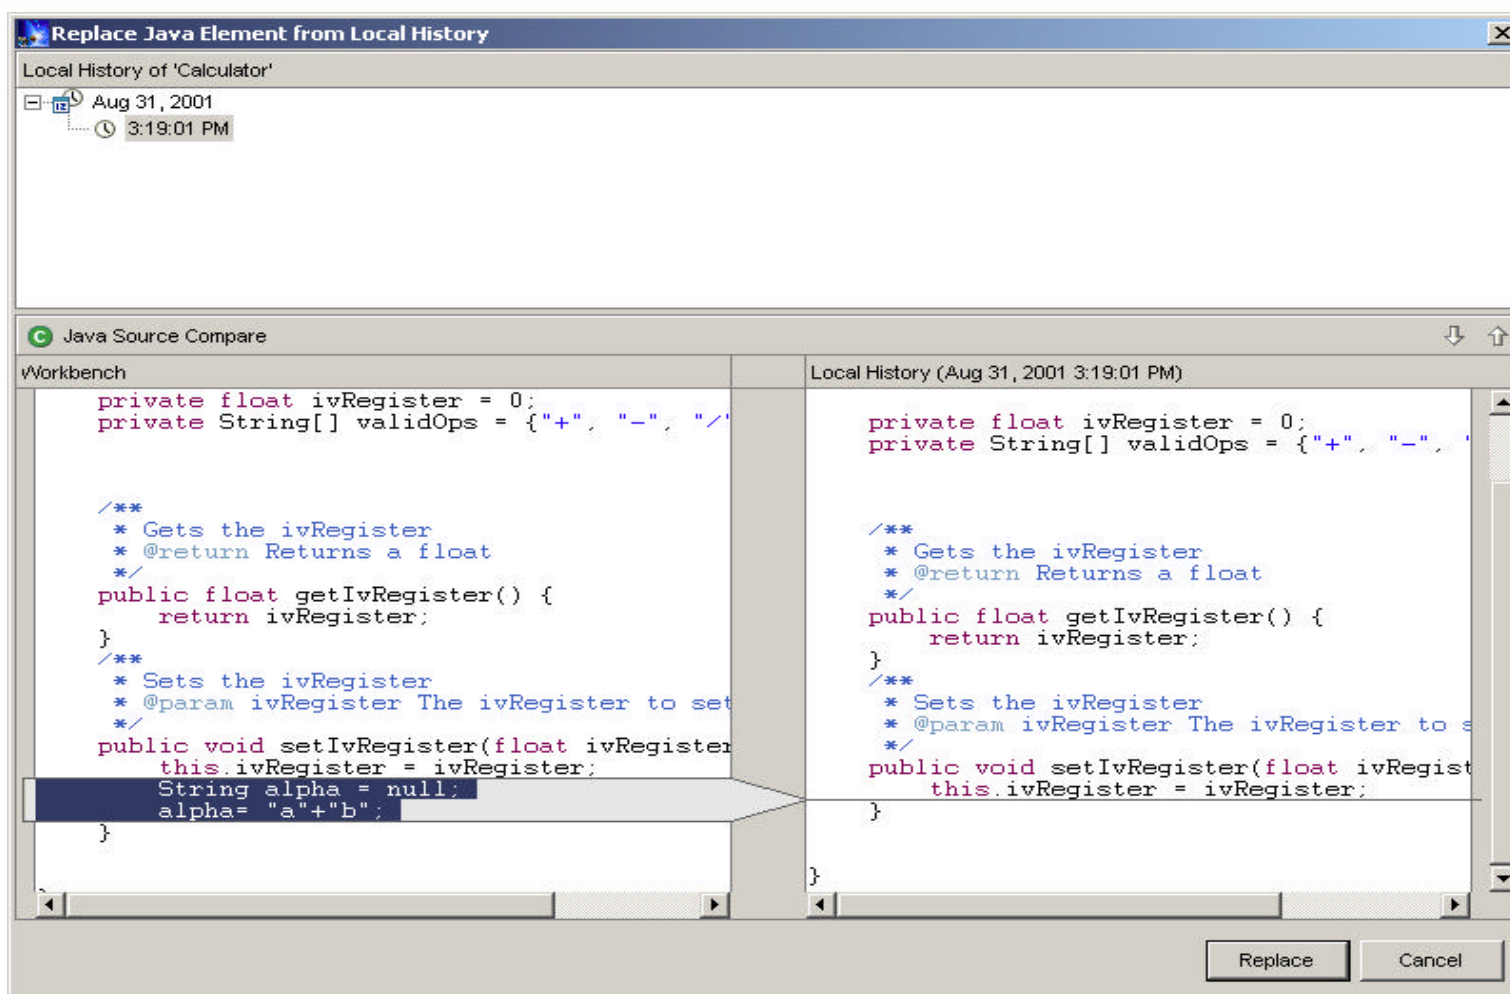 Replace Java Element from Local History
Local History of 'Calculator'
Aug 31, 2001
3:19:01 PM
Java Source Compare
Workbench
private float ivRegister = 0;
private String[] validOps = {"+", "-", "/"
/**
* Gets the ivRegister
* @return Returns a float
*/
public float getIvRegister() {
return ivRegister;
}
/**
* Sets the ivRegister
* @param ivRegister The ivRegister to set
*/
public void setIvRegister(float ivRegister
this.ivRegister = ivRegister;
String alpha = null;
alpha= "a"+"b";
}
Local History (Aug 31, 2001 3:19:01 PM)
private float ivRegister = 0;
private String[] validOps = {"+", "-", "
/**
* Gets the ivRegister
* @return Returns a float
*/
public float getIvRegister() {
return ivRegister;
}
/**
* Sets the ivRegister
* @param ivRegister The ivRegister to s
*/
public void setIvRegister(float ivRegist
this.ivRegister = ivRegister;
}
}
Replace
Cancel